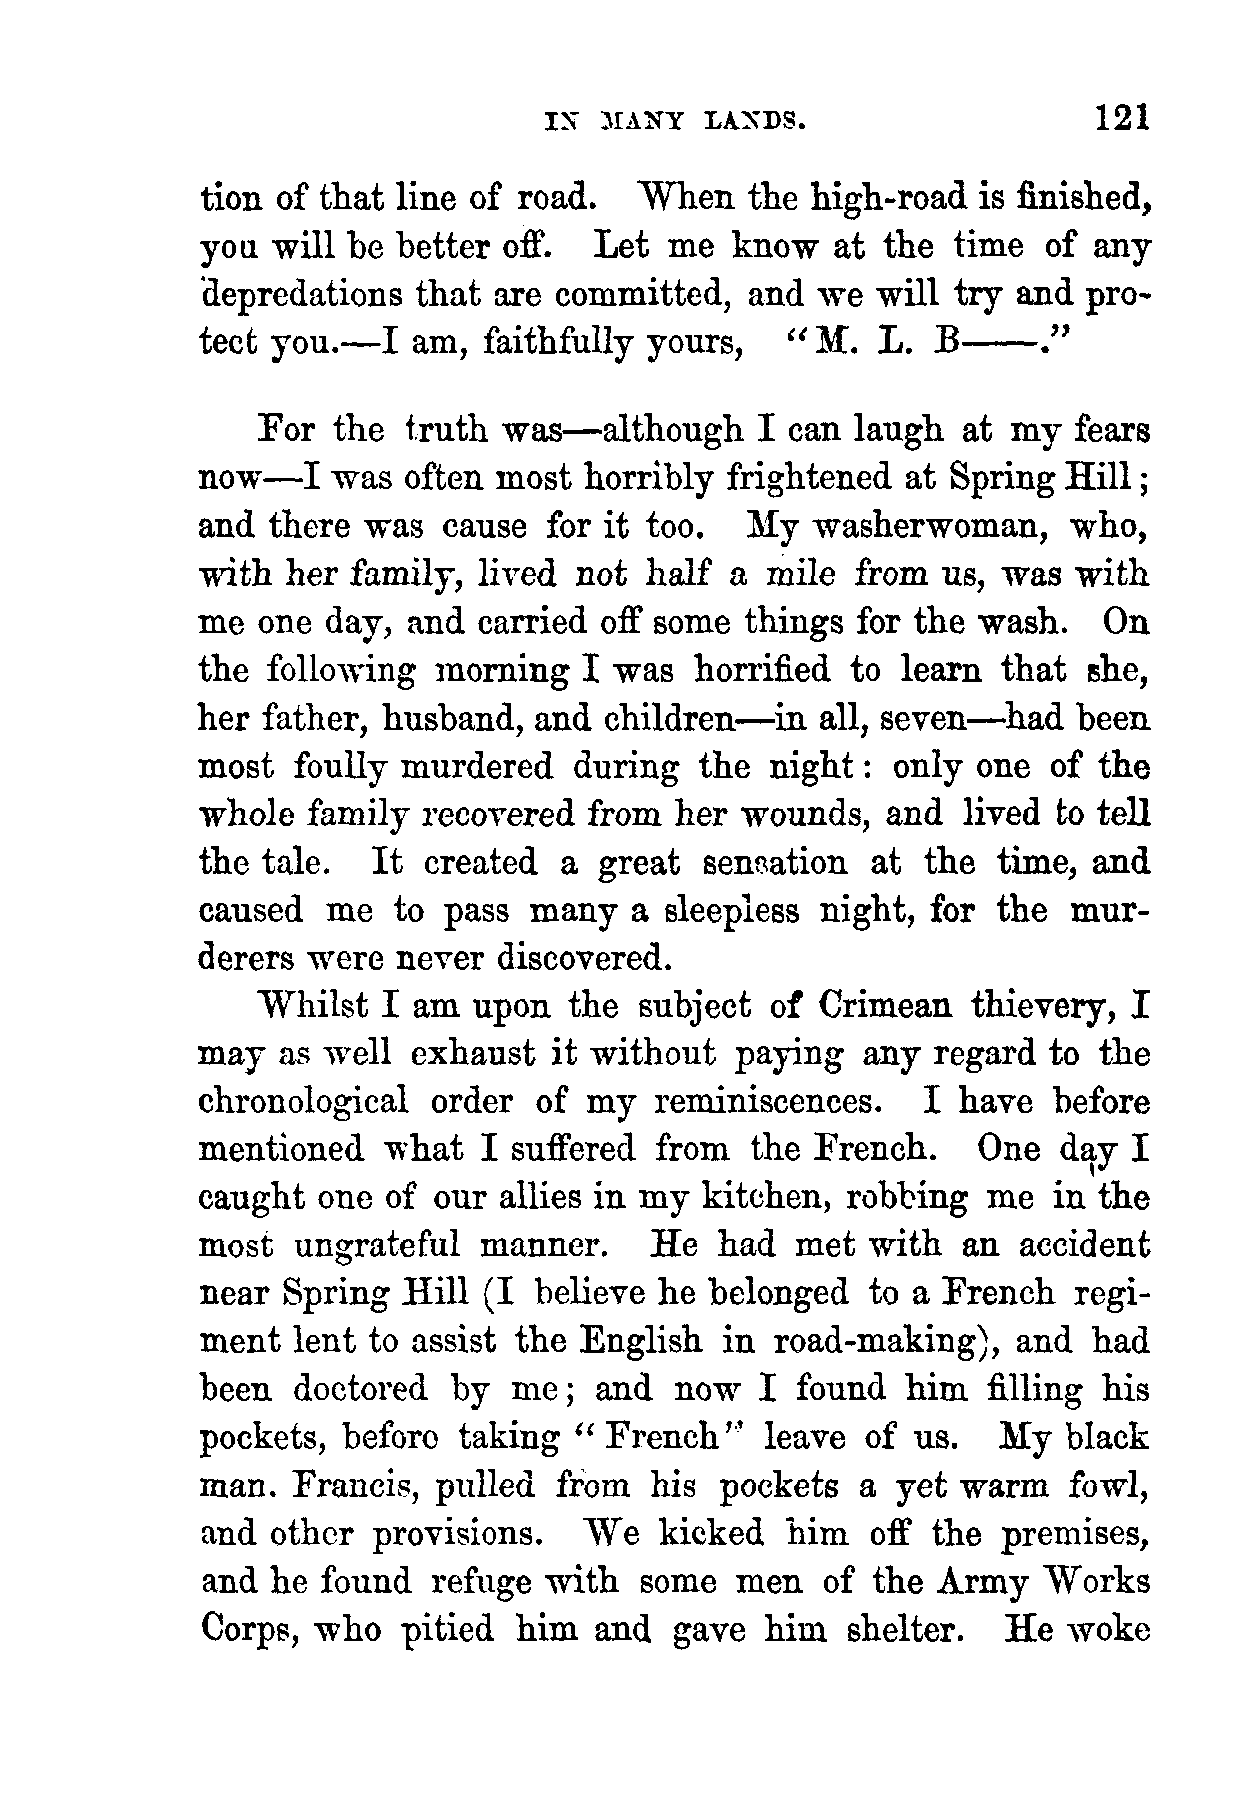 IN MANY LANDS. 121
tion of that line of road. When the high-road is finished,
you will be better off. Let me know at the time of any
depredations that are committed, and we will try and pro-
tect you.—I am, faithfully yours, "M. L. B——."
For the truth was—although I can laugh at my fears
now—I was often most horribly frightened at Spring Hill;
and there was cause for it too. My washerwoman, who,
with her family, lived not half a mile from us, was with
me one day, and carried off some things for the wash. On
the following morning I was horrified to learn that she,
her father, husband, and children—in all, seven—had been
most foully murdered during the night: only one of the
whole family recovered from her wounds, and lived to tell
the tale. It created a great sensation at the time, and
caused me to pass many a sleepless night, for the mur-
derers were never discovered.
Whilst I am upon the subject of Crimean thievery, I
may as well exhaust it without paying any regard to the
chronological order of my reminiscences. I have before
mentioned what I suffered from the French. One day I
caught one of our allies in my kitchen, robbing me in the
most ungrateful manner. He had met with an accident
near Spring Hill (I believe he belonged to a French regi-
ment lent to assist the English in road-making), and had
been doctored by me; and now I found him filling his
pockets, before taking "French" leave of us. My black
man. Francis, pulled from his pockets a yet warm fowl,
and other provisions. We kicked him off the premises,
and he found refuge with some men of the Army Works
Corps, who pitied him and gave him shelter. He woke